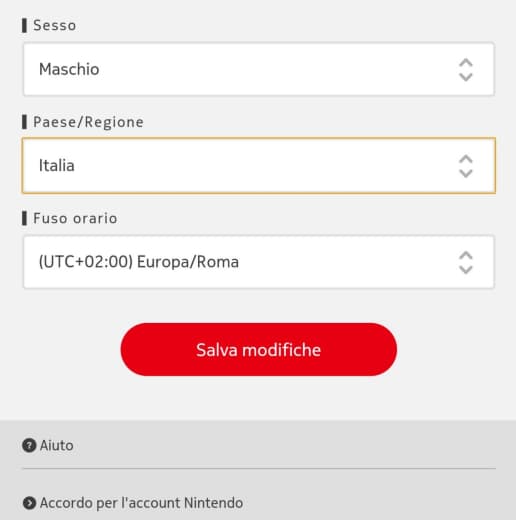 Sesso
Maschio
Paese/Regione
Italia
Fuso orario
(UTC+02:00) Europa/Roma
Salva modifiche
Aiuto
Accordo per l'account Nintendo